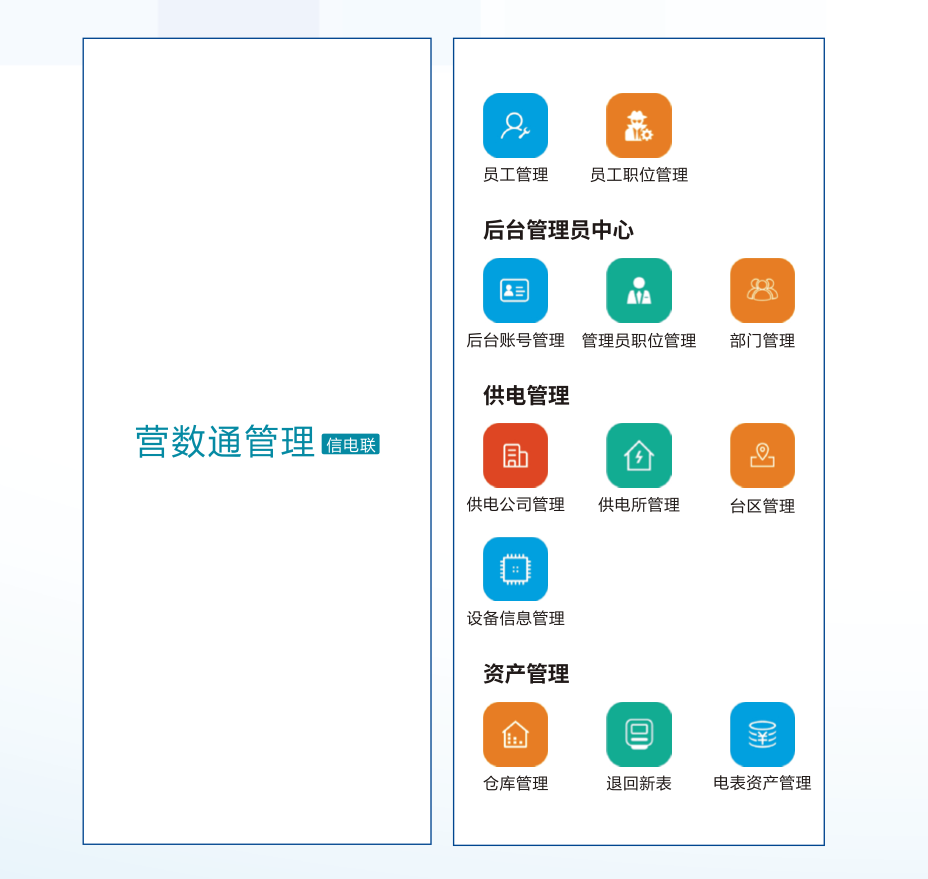 营数通管理 信电联
员工管理 员工职位管理
后台管理员中心
后台账号管理 管理员职位管理 部门管理
供电管理
供电公司管理 供电所管理 台区管理
设备信息管理
资产管理
仓库管理 退回新表 电表资产管理